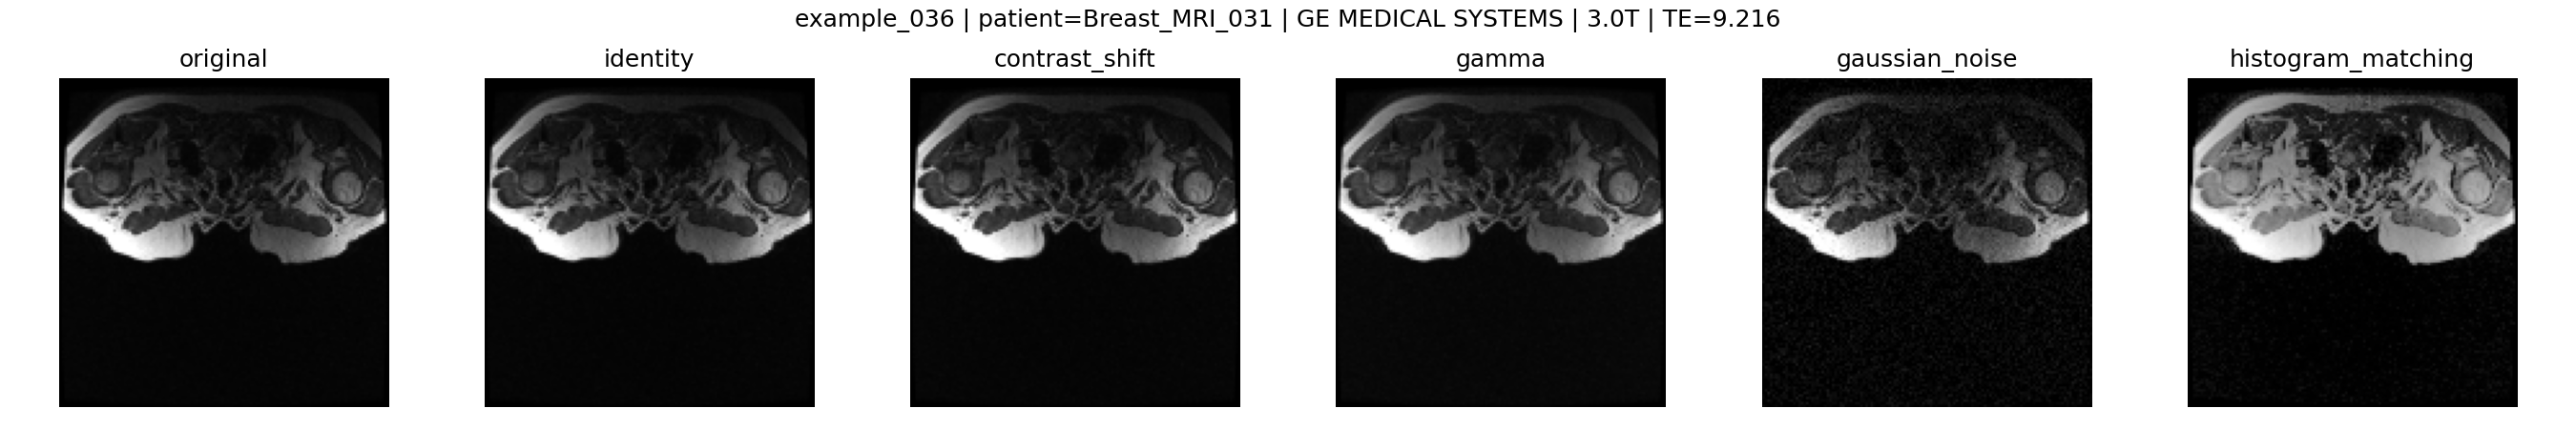 example_036 | patient=Breast_MRI_031 | GE MEDICAL SYSTEMS | 3.0T | TE=9.216
original identity contrast_shift gamma gaussian_noise histogram_matching